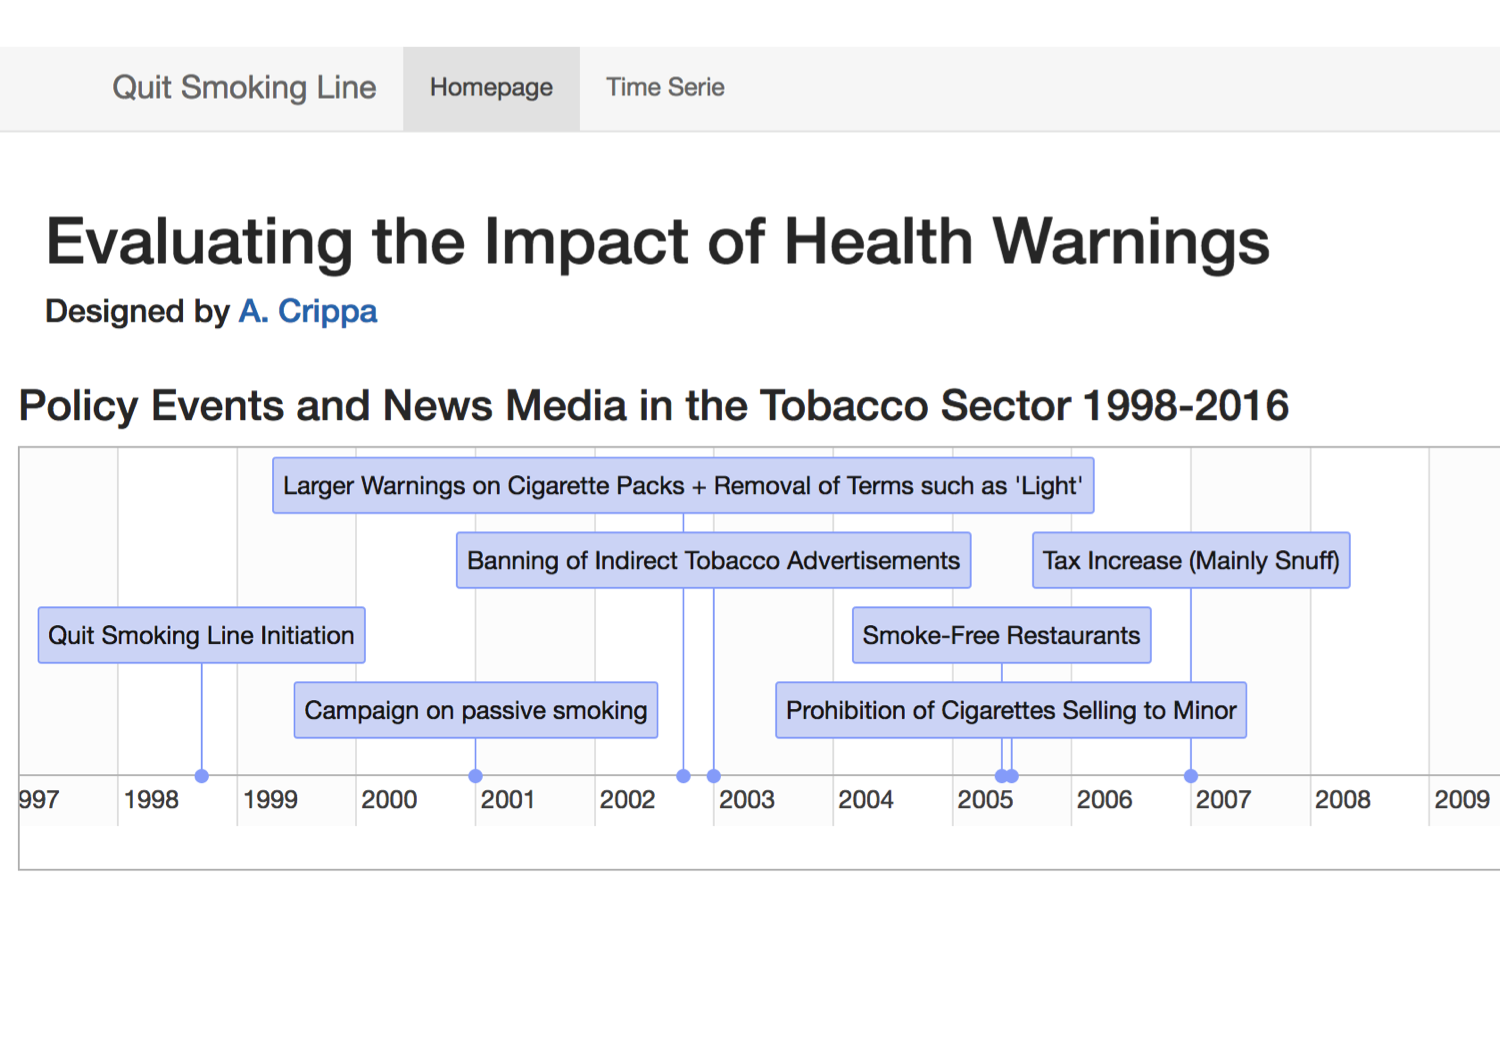 Quit Smoking Line Homepage Time Serie
Evaluating the Impact of Health Warnings
Designed by A. Crippa
Policy Events and News Media in the Tobacco Sector 1998-2016
Larger Warnings on Cigarette Packs + Removal of Terms such as 'Light'
Banning of Indirect Tobacco Advertisements
Tax Increase (Mainly Snuff)
Quit Smoking Line Initiation
Smoke-Free Restaurants
Campaign on passive smoking
Prohibition of Cigarettes Selling to Minor
997 1998 1999 2000 2001 2002 2003 2004 2005 2006 2007 2008 2009